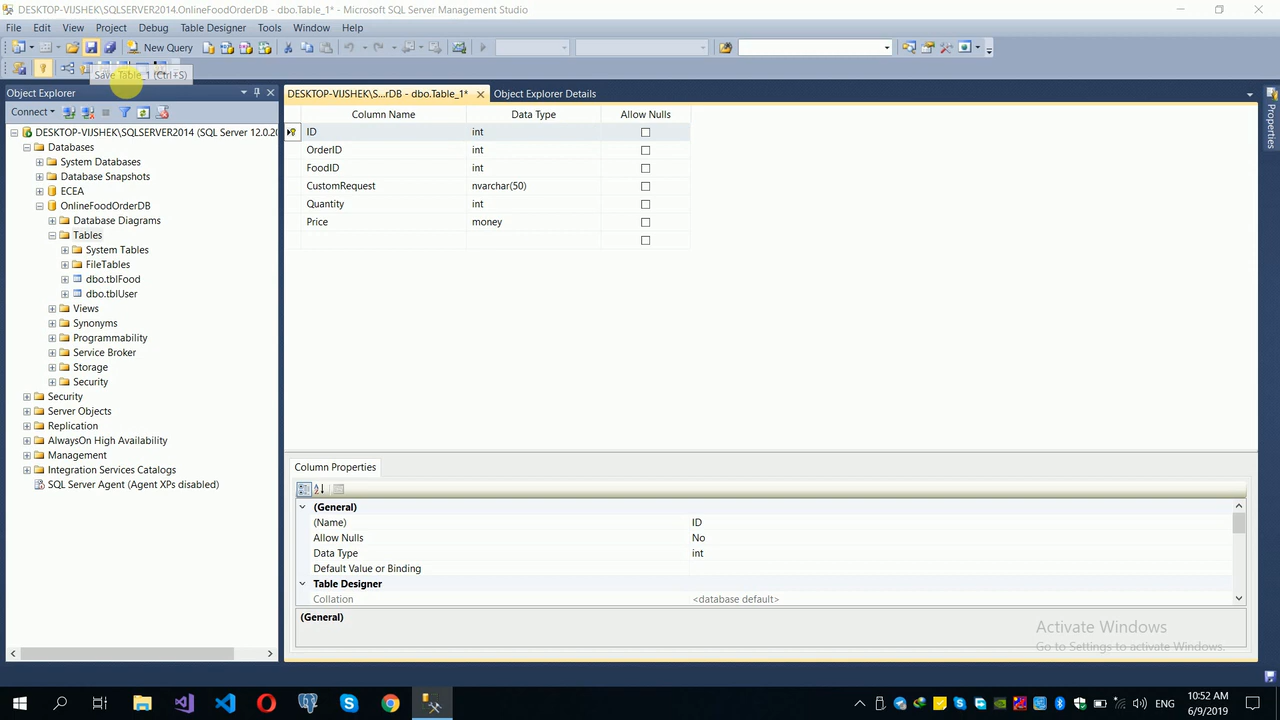 DESKTOP-VIJSHEK\SQLSERVER2014.OnlineFoodOrderDB - dbo.Table_1* - Microsoft SQL Server Management Studio
File Edit View Project Debug Table Designer Tools Window Help
New Query
Save Table_1 (Ctrl+S)
Object Explorer
DESKTOP-VIJSHEK\S...rDB - dbo.Table_1* Object Explorer Details
Properties
Connect
Column Name Data Type Allow Nulls
DESKTOP-VIJSHEK\SQLSERVER2014 (SQL Server 12.0.20
Databases
System Databases
Database Snapshots
ECEA
OnlineFoodOrderDB
Database Diagrams
Tables
System Tables
FileTables
dbo.tblFood
dbo.tblUser
Views
Synonyms
Programmability
Service Broker
Storage
Security
Security
Server Objects
Replication
AlwaysOn High Availability
Management
Integration Services Catalogs
SQL Server Agent (Agent XPs disabled)
ID int
OrderID int
FoodID int
CustomRequest nvarchar(50)
Quantity int
Price money
Column Properties
(General)
(Name) ID
Allow Nulls No
Data Type int
Default Value or Binding
Table Designer
Collation <database default>
(General)
Activate Windows
Go to Settings to activate Windows.
ENG
10:52 AM
6/9/2019